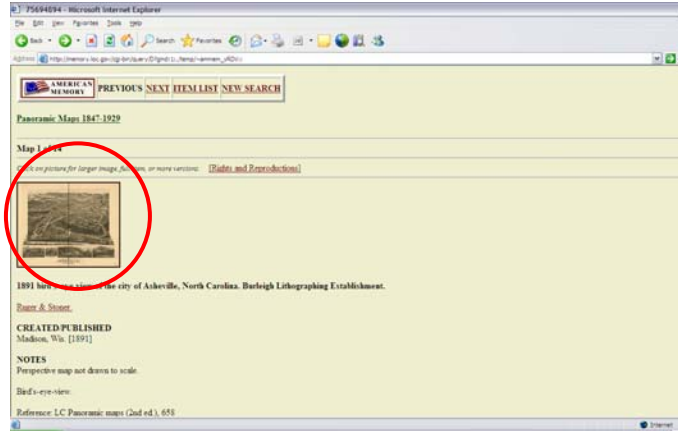 75694894 - Microsoft Internet Explorer
File Edit View Favorites Tools Help
Back Search Favorites
Address
AMERICAN MEMORY PREVIOUS NEXT ITEM LIST NEW SEARCH
Panoramic Maps 1847-1929
Map 1 of 14
Click on picture for larger image, full item, or more versions. [Rights and Reproductions]
1891 bird's eye view of the city of Asheville, North Carolina. Burleigh Lithographing Establishment.
Ruger & Stoner.
CREATED/PUBLISHED
Madison, Wis. [1891]
NOTES
Perspective map not drawn to scale.
Bird's-eye-view.
Reference: LC Panoramic maps (2nd ed.), 658
Internet